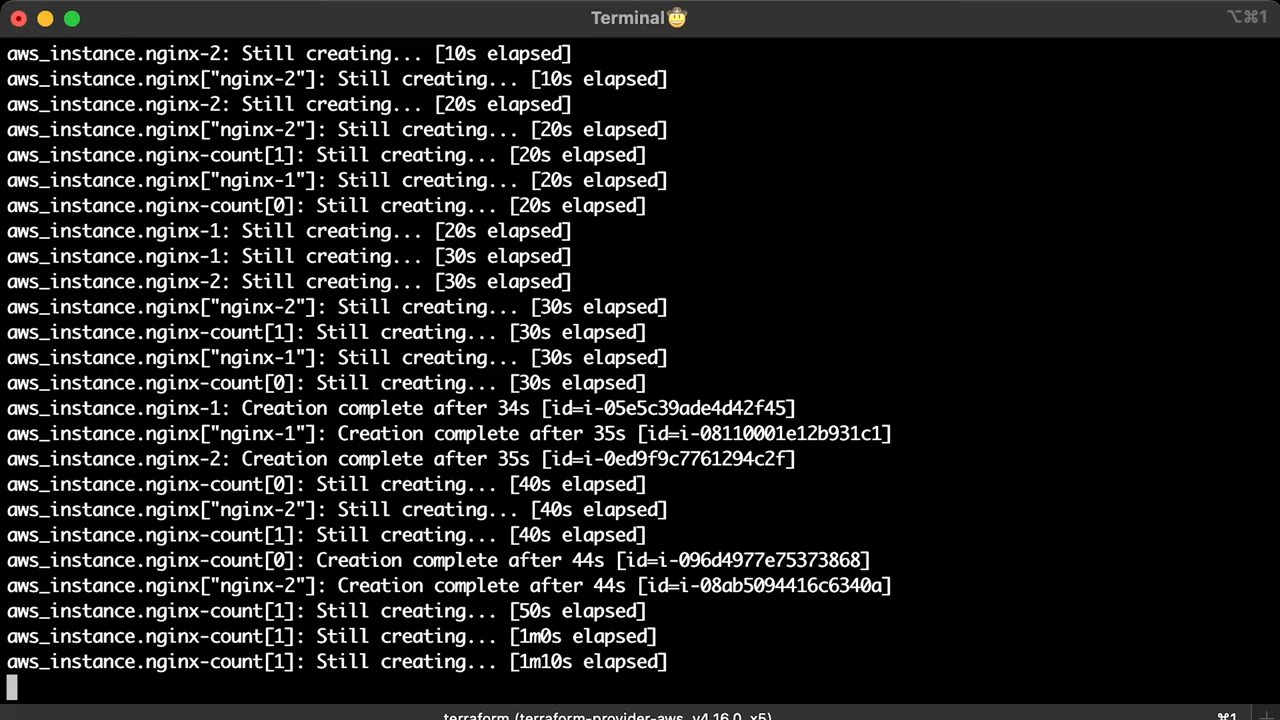 Terminal🤠
⌥⌘1
aws_instance.nginx-2: Still creating... [10s elapsed]
aws_instance.nginx["nginx-2"]: Still creating... [10s elapsed]
aws_instance.nginx-2: Still creating... [20s elapsed]
aws_instance.nginx["nginx-2"]: Still creating... [20s elapsed]
aws_instance.nginx-count[1]: Still creating... [20s elapsed]
aws_instance.nginx["nginx-1"]: Still creating... [20s elapsed]
aws_instance.nginx-count[0]: Still creating... [20s elapsed]
aws_instance.nginx-1: Still creating... [20s elapsed]
aws_instance.nginx-1: Still creating... [30s elapsed]
aws_instance.nginx-2: Still creating... [30s elapsed]
aws_instance.nginx["nginx-2"]: Still creating... [30s elapsed]
aws_instance.nginx-count[1]: Still creating... [30s elapsed]
aws_instance.nginx["nginx-1"]: Still creating... [30s elapsed]
aws_instance.nginx-count[0]: Still creating... [30s elapsed]
aws_instance.nginx-1: Creation complete after 34s [id=i-05e5c39ade4d42f45]
aws_instance.nginx["nginx-1"]: Creation complete after 35s [id=i-08110001e12b931c1]
aws_instance.nginx-2: Creation complete after 35s [id=i-0ed9f9c7761294c2f]
aws_instance.nginx-count[0]: Still creating... [40s elapsed]
aws_instance.nginx["nginx-2"]: Still creating... [40s elapsed]
aws_instance.nginx-count[1]: Still creating... [40s elapsed]
aws_instance.nginx-count[0]: Creation complete after 44s [id=i-096d4977e75373868]
aws_instance.nginx["nginx-2"]: Creation complete after 44s [id=i-08ab5094416c6340a]
aws_instance.nginx-count[1]: Still creating... [50s elapsed]
aws_instance.nginx-count[1]: Still creating... [1m0s elapsed]
aws_instance.nginx-count[1]: Still creating... [1m10s elapsed]
terraform (terraform-provider-aws_v4.16.0_x5)
⌘1